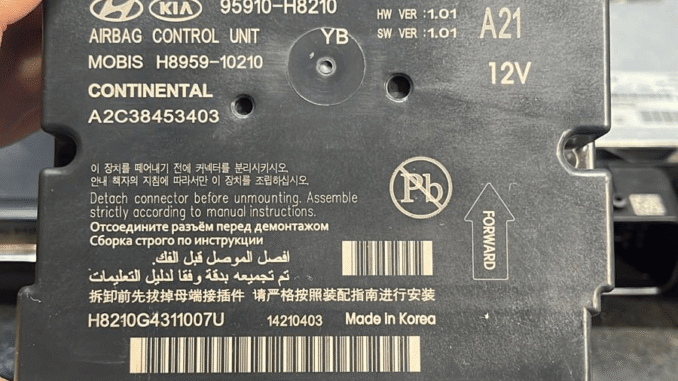 HYUNDAI KIA 95910-H8210 HW VER :1.01 A21
AIRBAG CONTROL UNIT YB SW VER :1.01
MOBIS H8959-10210 12V
CONTINENTAL
A2C38453403
이 장치를 떼어내기 전에 커넥터를 분리시키시오.
안내 책자의 지침에 따라서만 이 장치를 조립하십시오.
Detach connector before unmounting. Assemble
strictly according to manual instructions.
Pb
FORWARD
Отсоедините разъём перед демонтажом
Сборка строго по инструкции
افصل الموصل قبل الفك.
تم تجميعه بدقة وفقا لدليل التعليمات
拆卸前先拔掉母端接插件 请严格按照装配指南进行安装
H8210G4311007U 14210403 Made in Korea